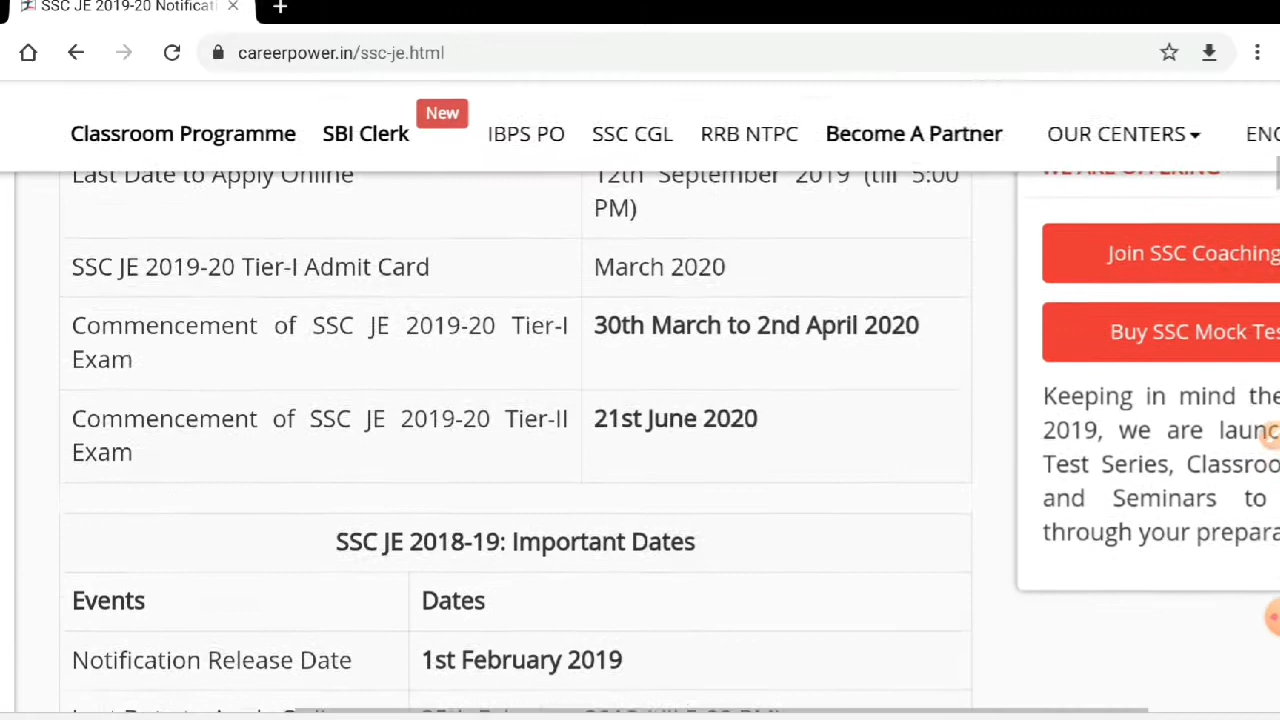 SSC JE 2019-20 Notificati
careerpower.in/ssc-je.html
New
Classroom Programme SBI Clerk IBPS PO SSC CGL RRB NTPC Become A Partner OUR CENTERS ENG
Last Date to Apply Online 12th September 2019 (till 5:00
PM)
SSC JE 2019-20 Tier-I Admit Card March 2020
Commencement of SSC JE 2019-20 Tier-I 30th March to 2nd April 2020
Exam
Commencement of SSC JE 2019-20 Tier-II 21st June 2020
Exam
SSC JE 2018-19: Important Dates
Events Dates
Notification Release Date 1st February 2019
WE ARE OFFERING
Join SSC Coaching
Buy SSC Mock Tes
Keeping in mind the
2019, we are launc
Test Series, Classroo
and Seminars to
through your prepara